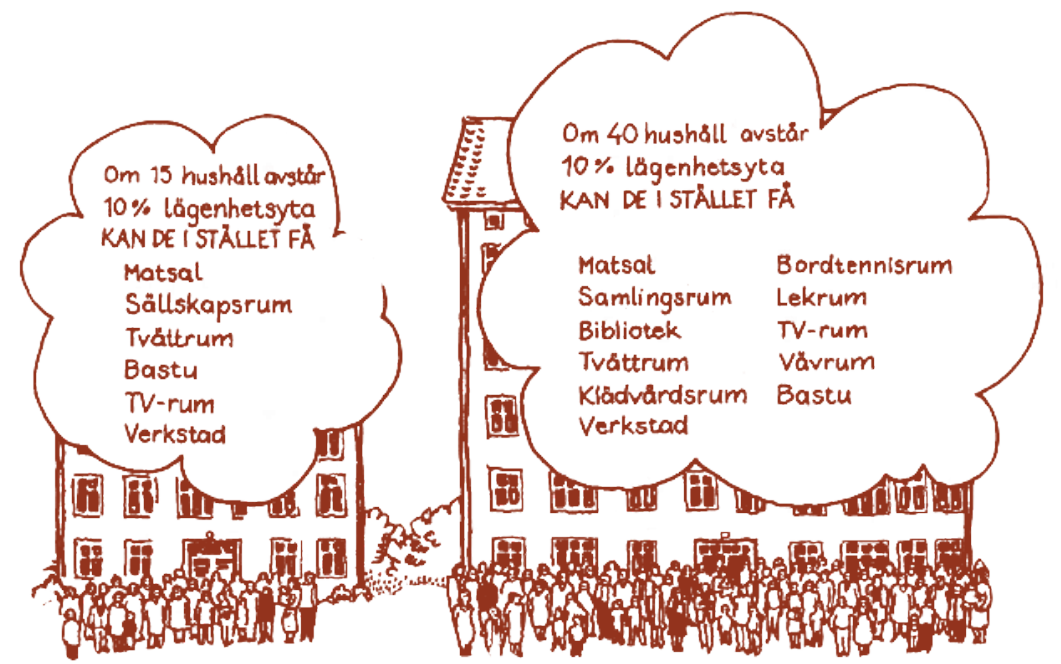 Om 15 hushåll avstår
10% lägenhetsyta
KAN DE I STÄLLET FÅ
Matsal
Sällskapsrum
Tvättrum
Bastu
TV-rum
Verkstad
Om 40 hushåll avstår
10% lägenhetsyta
KAN DE I STÄLLET FÅ
Matsal
Samlingsrum
Bibliotek
Tvättrum
Klädvårdsrum
Verkstad
Bordtennisrum
Lekrum
TV-rum
Vävrum
Bastu